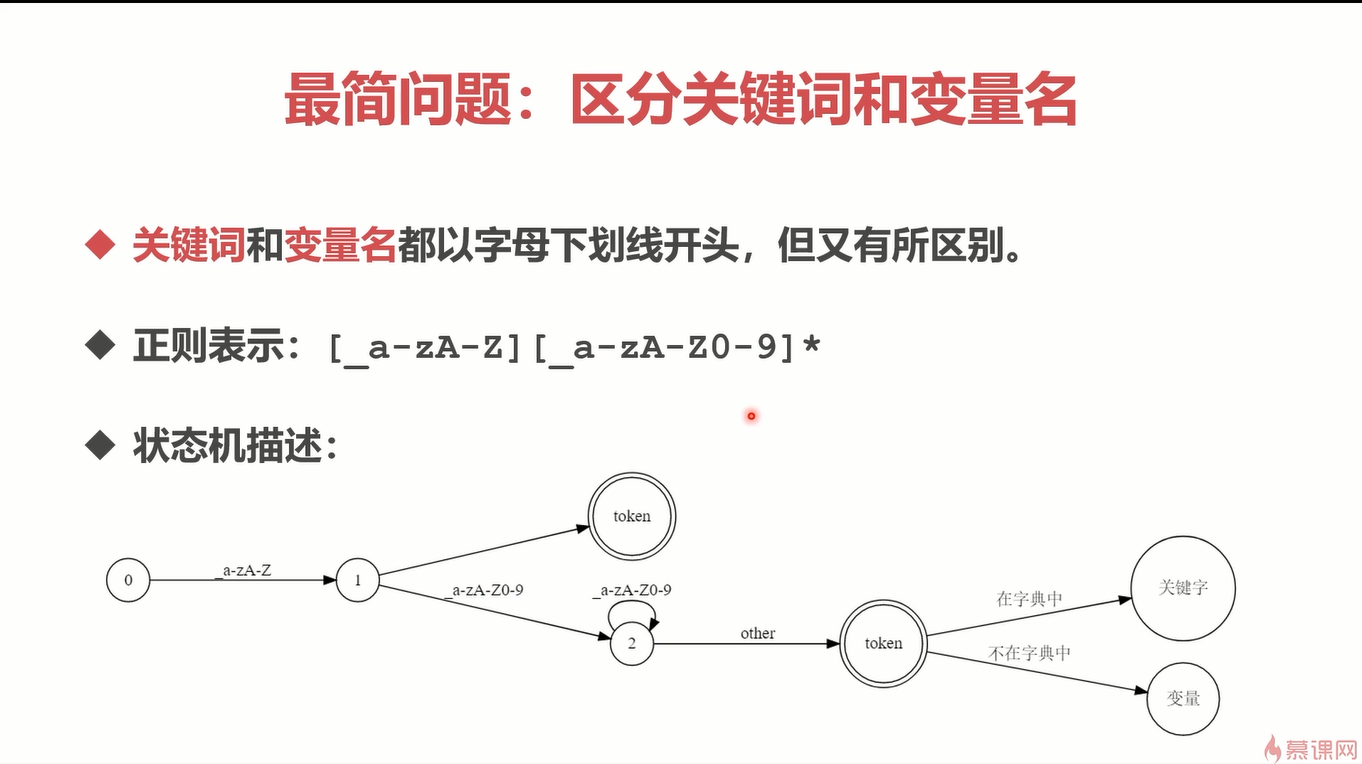 最简问题：区分关键词和变量名
关键词和变量名都以字母下划线开头，但又有所区别。
正则表示：[_a-zA-Z][_a-zA-Z0-9]*
状态机描述：
token
0
_a-zA-Z
1
_a-zA-Z0-9
_a-zA-Z0-9
2
other
token
在字典中
关键字
不在字典中
变量
慕课网